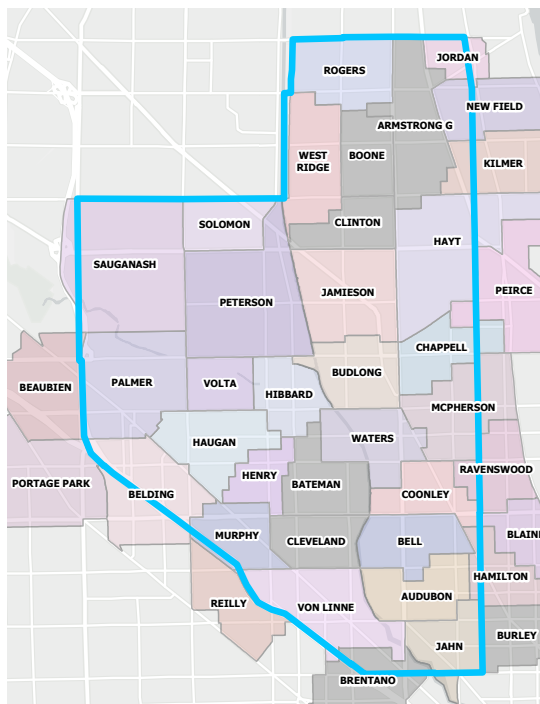 JORDAN
ROGERS
NEW FIELD
ARMSTRONG G
WEST
RIDGE
BOONE
KILMER
CLINTON
SOLOMON
HAYT
SAUGANASH
PETERSON
JAMIESON
PEIRCE
CHAPPELL
BUDLONG
PALMER
VOLTA
BEAUBIEN
HIBBARD
MCPHERSON
WATERS
HAUGAN
RAVENSWOOD
HENRY
PORTAGE PARK
BATEMAN
BELDING
COONLEY
MURPHY
CLEVELAND
BELL
BLAIN
HAMILTON
AUDUBON
REILLY
VON LINNE
BURLEY
JAHN
BRENTANO